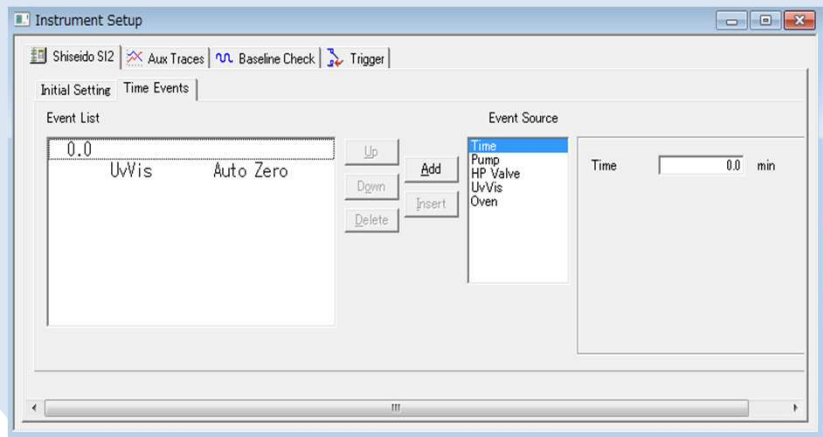 Instrument Setup
Shiseido SI2 Aux Traces Baseline Check Trigger
Initial Setting Time Events
Event List Event Source
0.0
UvVis Auto Zero
Up
Down
Delete
Add
Insert
Time
Pump
HP Valve
UvVis
Oven
Time 0.0 min